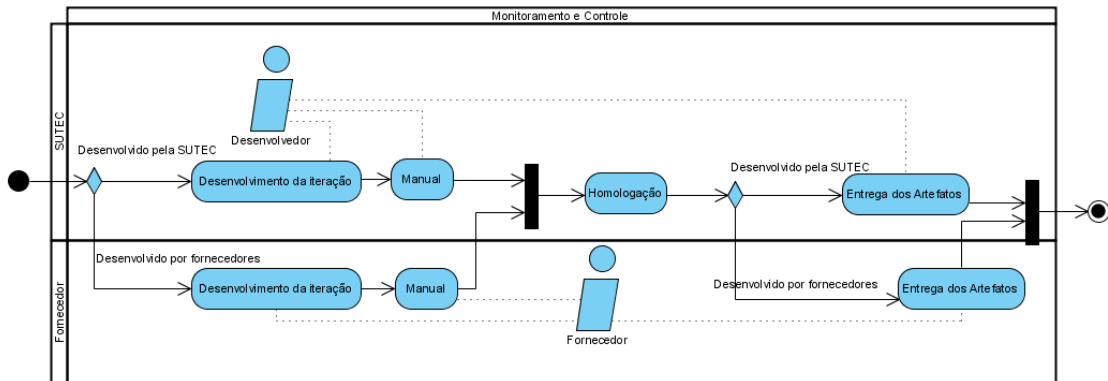 Monitoramento e Controle
SUTEC
Desenvolvedor
Desenvolvido pela SUTEC
Desenvolvimento da iteração
Manual
Homologação
Desenvolvido pela SUTEC
Entrega dos Artefatos
Fornecedor
Desenvolvido por fornecedores
Desenvolvimento da iteração
Manual
Fornecedor
Desenvolvido por fornecedores
Entrega dos Artefatos